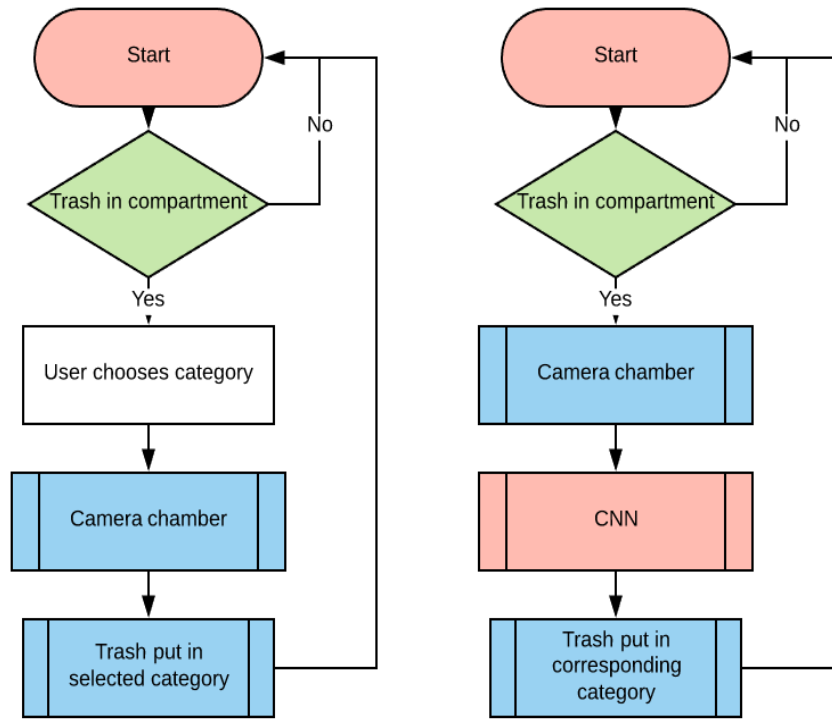 Start
No
Trash in compartment
Yes
User chooses category
Camera chamber
Trash put in
selected category
Start
No
Trash in compartment
Yes
Camera chamber
CNN
Trash put in
corresponding
category